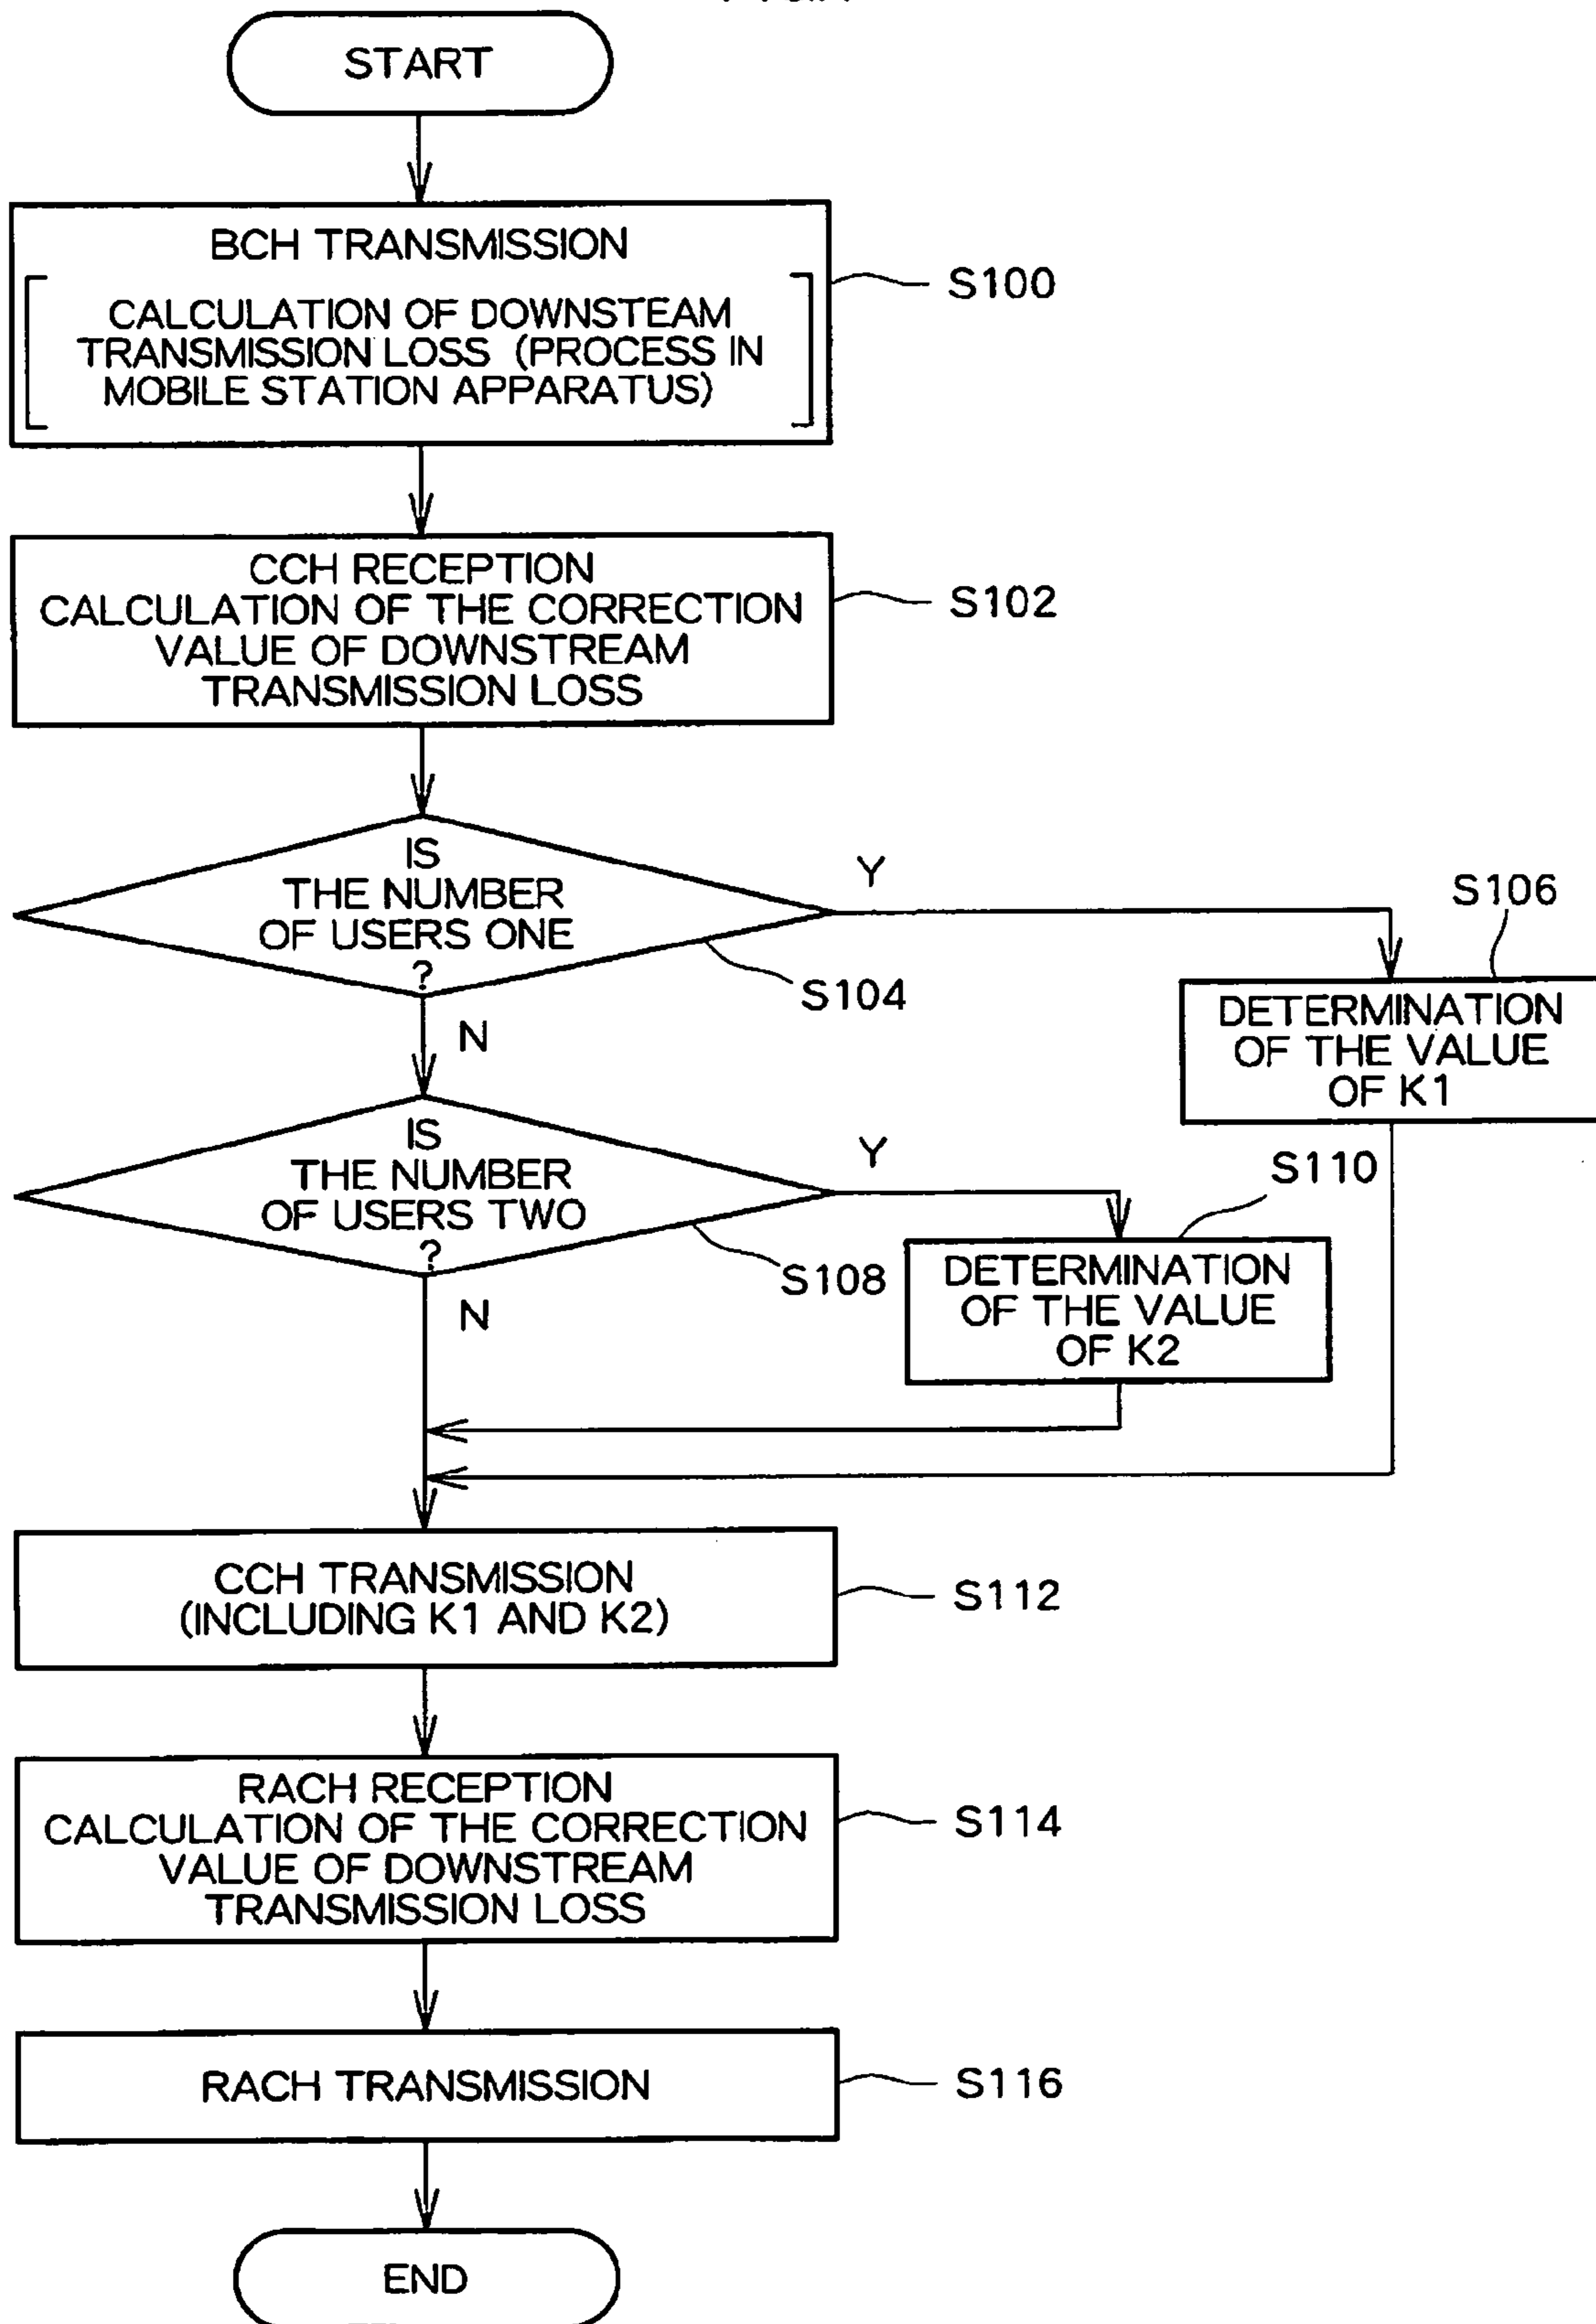 START
BCH TRANSMISSION
CALCULATION OF DOWNSTEAM
TRANSMISSION LOSS (PROCESS IN
MOBILE STATION APPARATUS)
S100
CCH RECEPTION
CALCULATION OF THE CORRECTION
VALUE OF DOWNSTREAM
TRANSMISSION LOSS
S102
IS
THE NUMBER
OF USERS ONE
?
Y
S104
N
S106
DETERMINATION
OF THE VALUE
OF K1
IS
THE NUMBER
OF USERS TWO
?
Y
S108
N
S110
DETERMINATION
OF THE VALUE
OF K2
CCH TRANSMISSION
(INCLUDING K1 AND K2)
S112
RACH RECEPTION
CALCULATION OF THE CORRECTION
VALUE OF DOWNSTREAM
TRANSMISSION LOSS
S114
RACH TRANSMISSION
S116
END